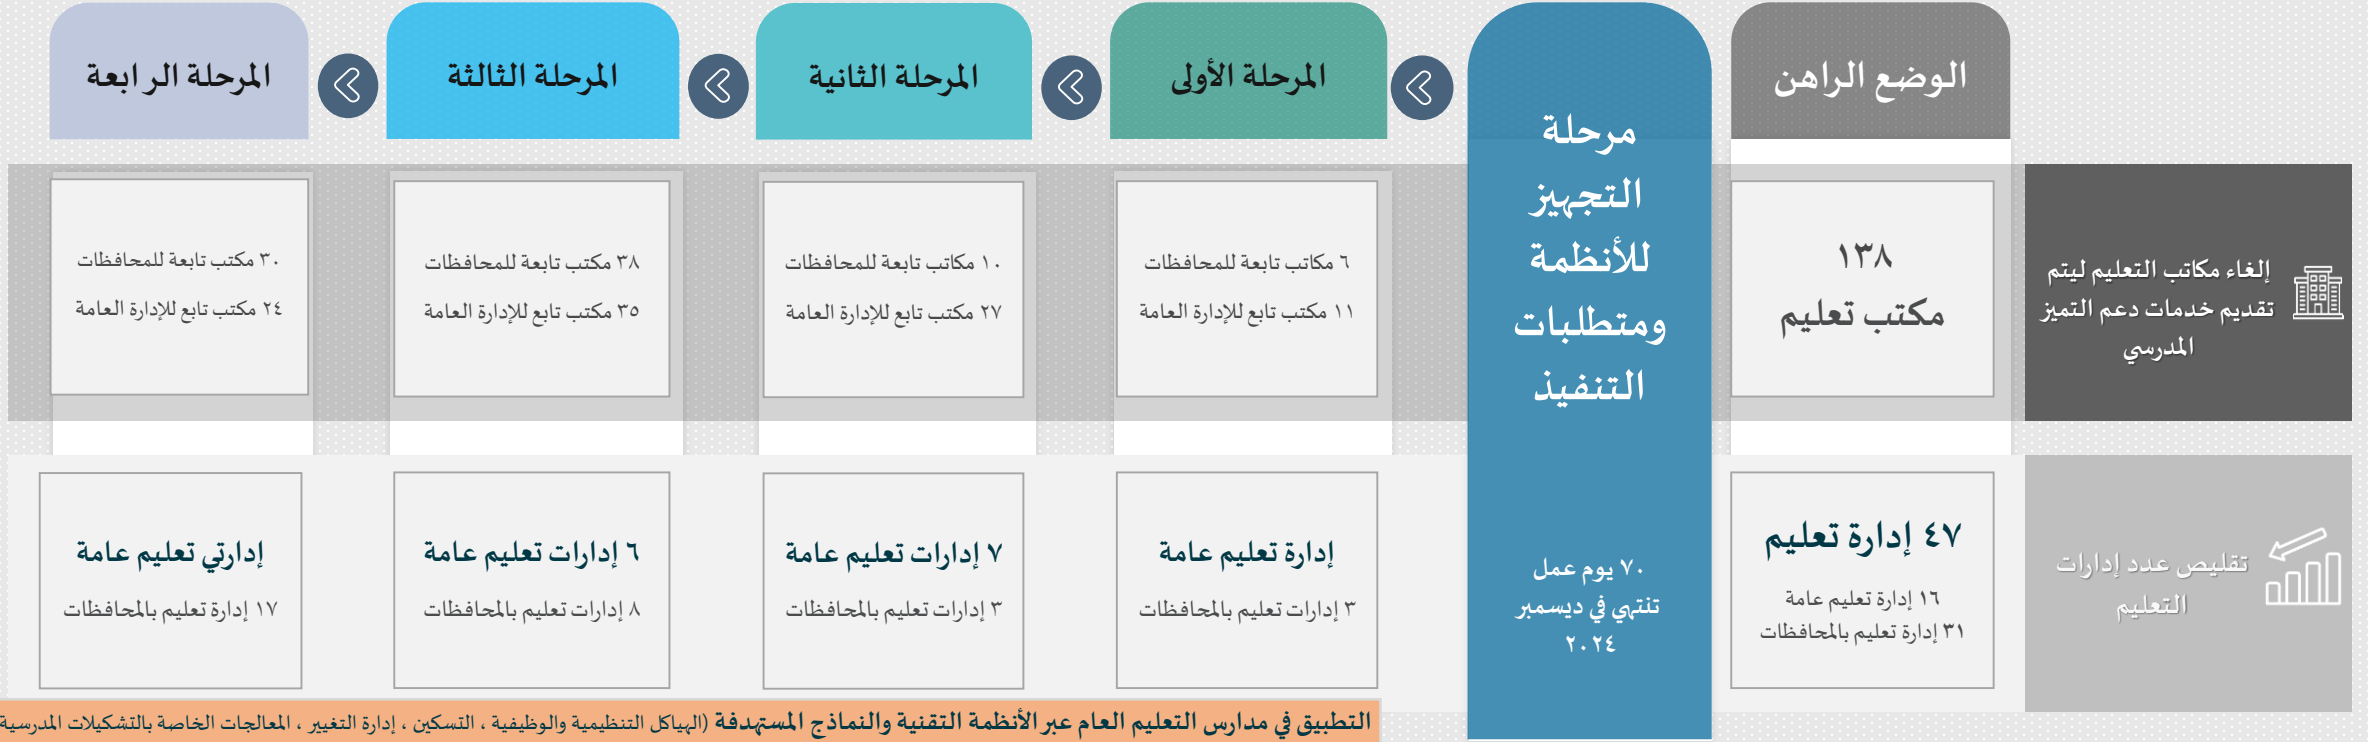 الوضع الراهن
مرحلة
التجهيز
للأنظمة
ومتطلبات
التنفيذ
المرحلة الأولى
المرحلة الثانية
المرحلة الثالثة
المرحلة الرابعة
إلغاء مكاتب التعليم ليتم
تقديم خدمات دعم التميز
المدرسي
١٣٨
مكتب تعليم
٦ مكاتب تابعة للمحافظات
١١ مكتب تابع للإدارة العامة
١٠ مكاتب تابعة للمحافظات
٢٧ مكتب تابع للإدارة العامة
٣٨ مكتب تابعة للمحافظات
٣٥ مكتب تابع للإدارة العامة
٣٠ مكتب تابعة للمحافظات
٢٤ مكتب تابع للإدارة العامة
تقليص عدد إدارات
التعليم
٤٧ إدارة تعليم
١٦ إدارة تعليم عامة
٣١ إدارة تعليم بالمحافظات
٧٠ يوم عمل
تنتهي في ديسمبر
٢٠٢٤
إدارة تعليم عامة
٣ إدارات تعليم بالمحافظات
٧ إدارات تعليم عامة
٣ إدارات تعليم بالمحافظات
٦ إدارات تعليم عامة
٨ إدارات تعليم بالمحافظات
إدارتي تعليم عامة
١٧ إدارة تعليم بالمحافظات
التطبيق في مدارس التعليم العام عبر الأنظمة التقنية والنماذج المستهدفة (الهياكل التنظيمية والوظيفية ، التسكين ، إدارة التغيير ، المعالجات الخاصة بالتشكيلات المدرسية